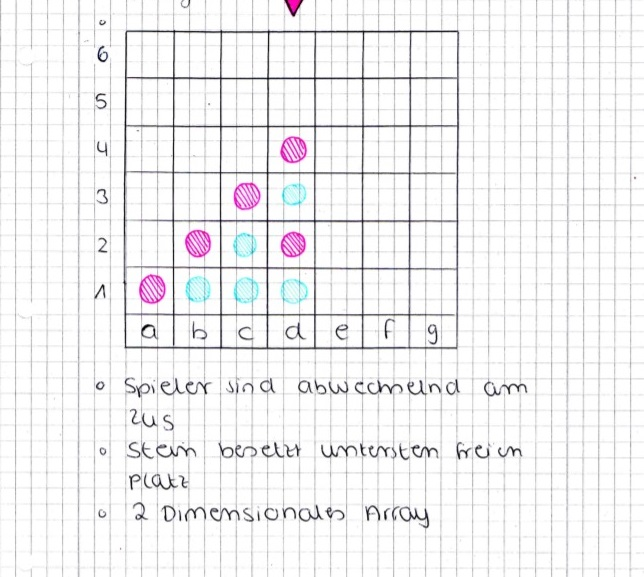 6
5
4
3
2
1
a b c d e f g
Spieler sind abwechselnd am
Zug
Stein besetzt untersten freien
Platz
2 Dimensionales Array